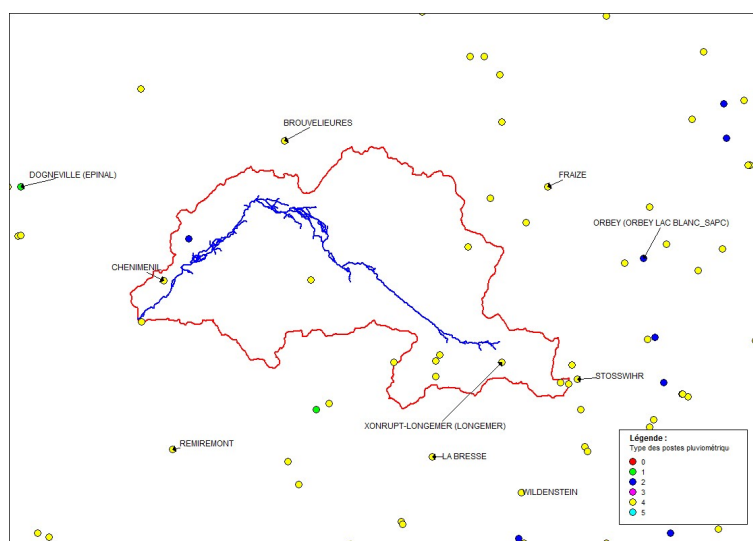 BROUVELIEURES
DOGNEVILLE (EPINAL)
FRAIZE
ORBEY (ORBEY LAC BLANC_SAPC)
CHENIMENIL
STOSSWIHR
XONRUPT-LONGEMER (LONGEMER)
REMIREMONT
LA BRESSE
WILDENSTEIN
Légende :
Type des postes pluviométriqu
0
1
2
3
4
5